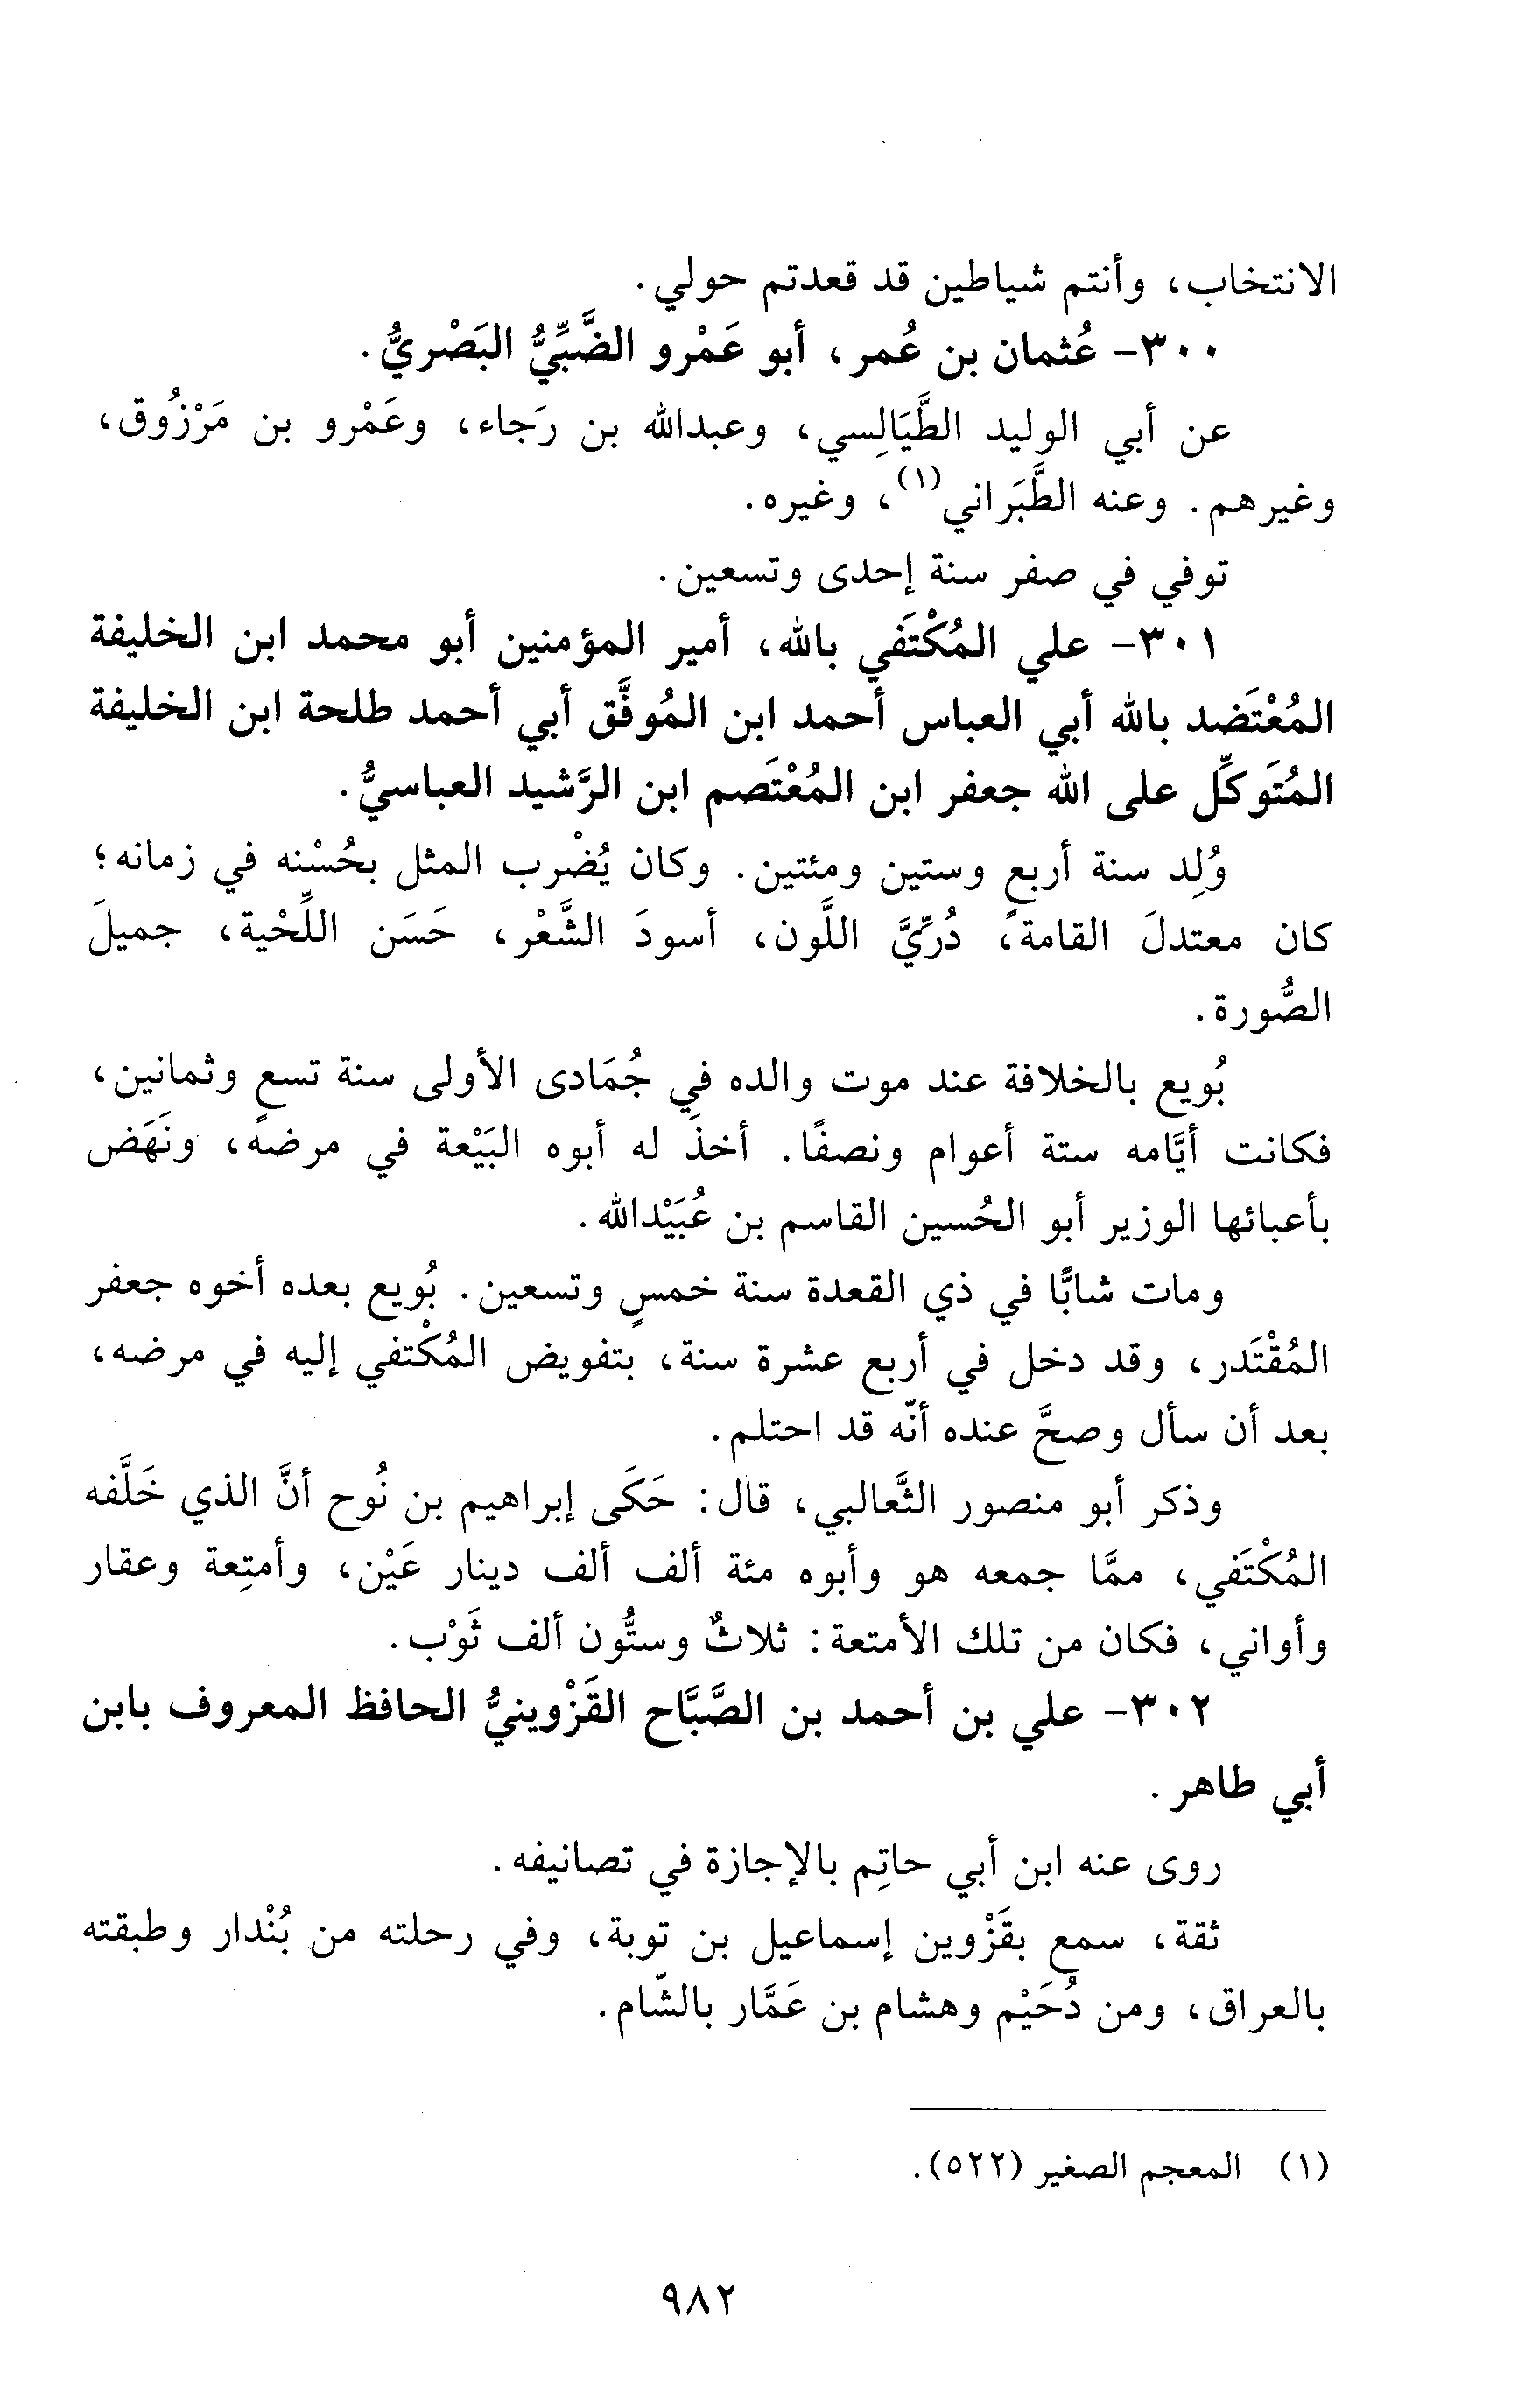 الانتخاب، وأنتم شياطين قد قعدتم حولي.
٣٠٠- عُثمان بن عُمر، أبو عَمْرو الضَّبِّيُّ البَصْريُّ.
عن أبي الوليد الطَّيَالِسي، وعبدالله بن رَجاء، وعَمْرو بن مَرْزُوق،
وغيرهم. وعنه الطَّبَراني(١)، وغيره.
توفي في صفر سنة إحدى وتسعين.
٣٠١- علي المُكْتَفي بالله، أمير المؤمنين أبو محمد ابن الخليفة
المُعْتَضد بالله أبي العباس أحمد ابن المُوفَّق أبي أحمد طلحة ابن الخليفة
المُتَوكِّل على الله جعفر ابن المُعْتَصم ابن الرَّشيد العباسيُّ.
وُلِد سنة أربعٍ وستين ومئتين. وكان يُضْرب المثل بحُسْنه في زمانه؛
كان معتدلَ القامة، دُرِّيَّ اللَّون، أسودَ الشَّعْر، حَسَن اللِّحْية، جميلَ
الصُّورة.
بُويع بالخلافة عند موت والده في جُمَادى الأولى سنة تسعٍ وثمانين،
فكانت أيَّامه ستة أعوام ونصفًا. أخذَ له أبوه البَيْعة في مرضه، ونَهَض
بأعبائها الوزير أبو الحُسين القاسم بن عُبَيْدالله.
ومات شابًّا في ذي القعدة سنة خمسٍ وتسعين. بُويع بعده أخوه جعفر
المُقْتَدر، وقد دخل في أربع عشرة سنة، بتفويض المُكْتفي إليه في مرضه،
بعد أن سأل وصحَّ عنده أنّه قد احتلم.
وذكر أبو منصور الثَّعالبي، قال: حَكَى إبراهيم بن نُوح أنَّ الذي خَلَّفه
المُكْتَفي، ممَّا جمعه هو وأبوه مئة ألف ألف دينار عَيْن، وأمتِعة وعقار
وأواني، فكان من تلك الأمتعة: ثلاثٌ وستُّون ألف ثَوْب.
٣٠٢- علي بن أحمد بن الصَّبَّاح القَزْوينيُّ الحافظ المعروف بابن
أبي طاهر.
روى عنه ابن أبي حاتِم بالإجازة في تصانيفه.
ثقة، سمع بقَزْوين إسماعيل بن توبة، وفي رحلته من بُنْدار وطبقته
بالعراق، ومن دُحَيْم وهشام بن عَمَّار بالشّام.
(١) المعجم الصغير (٥٢٢).
٩٨٢